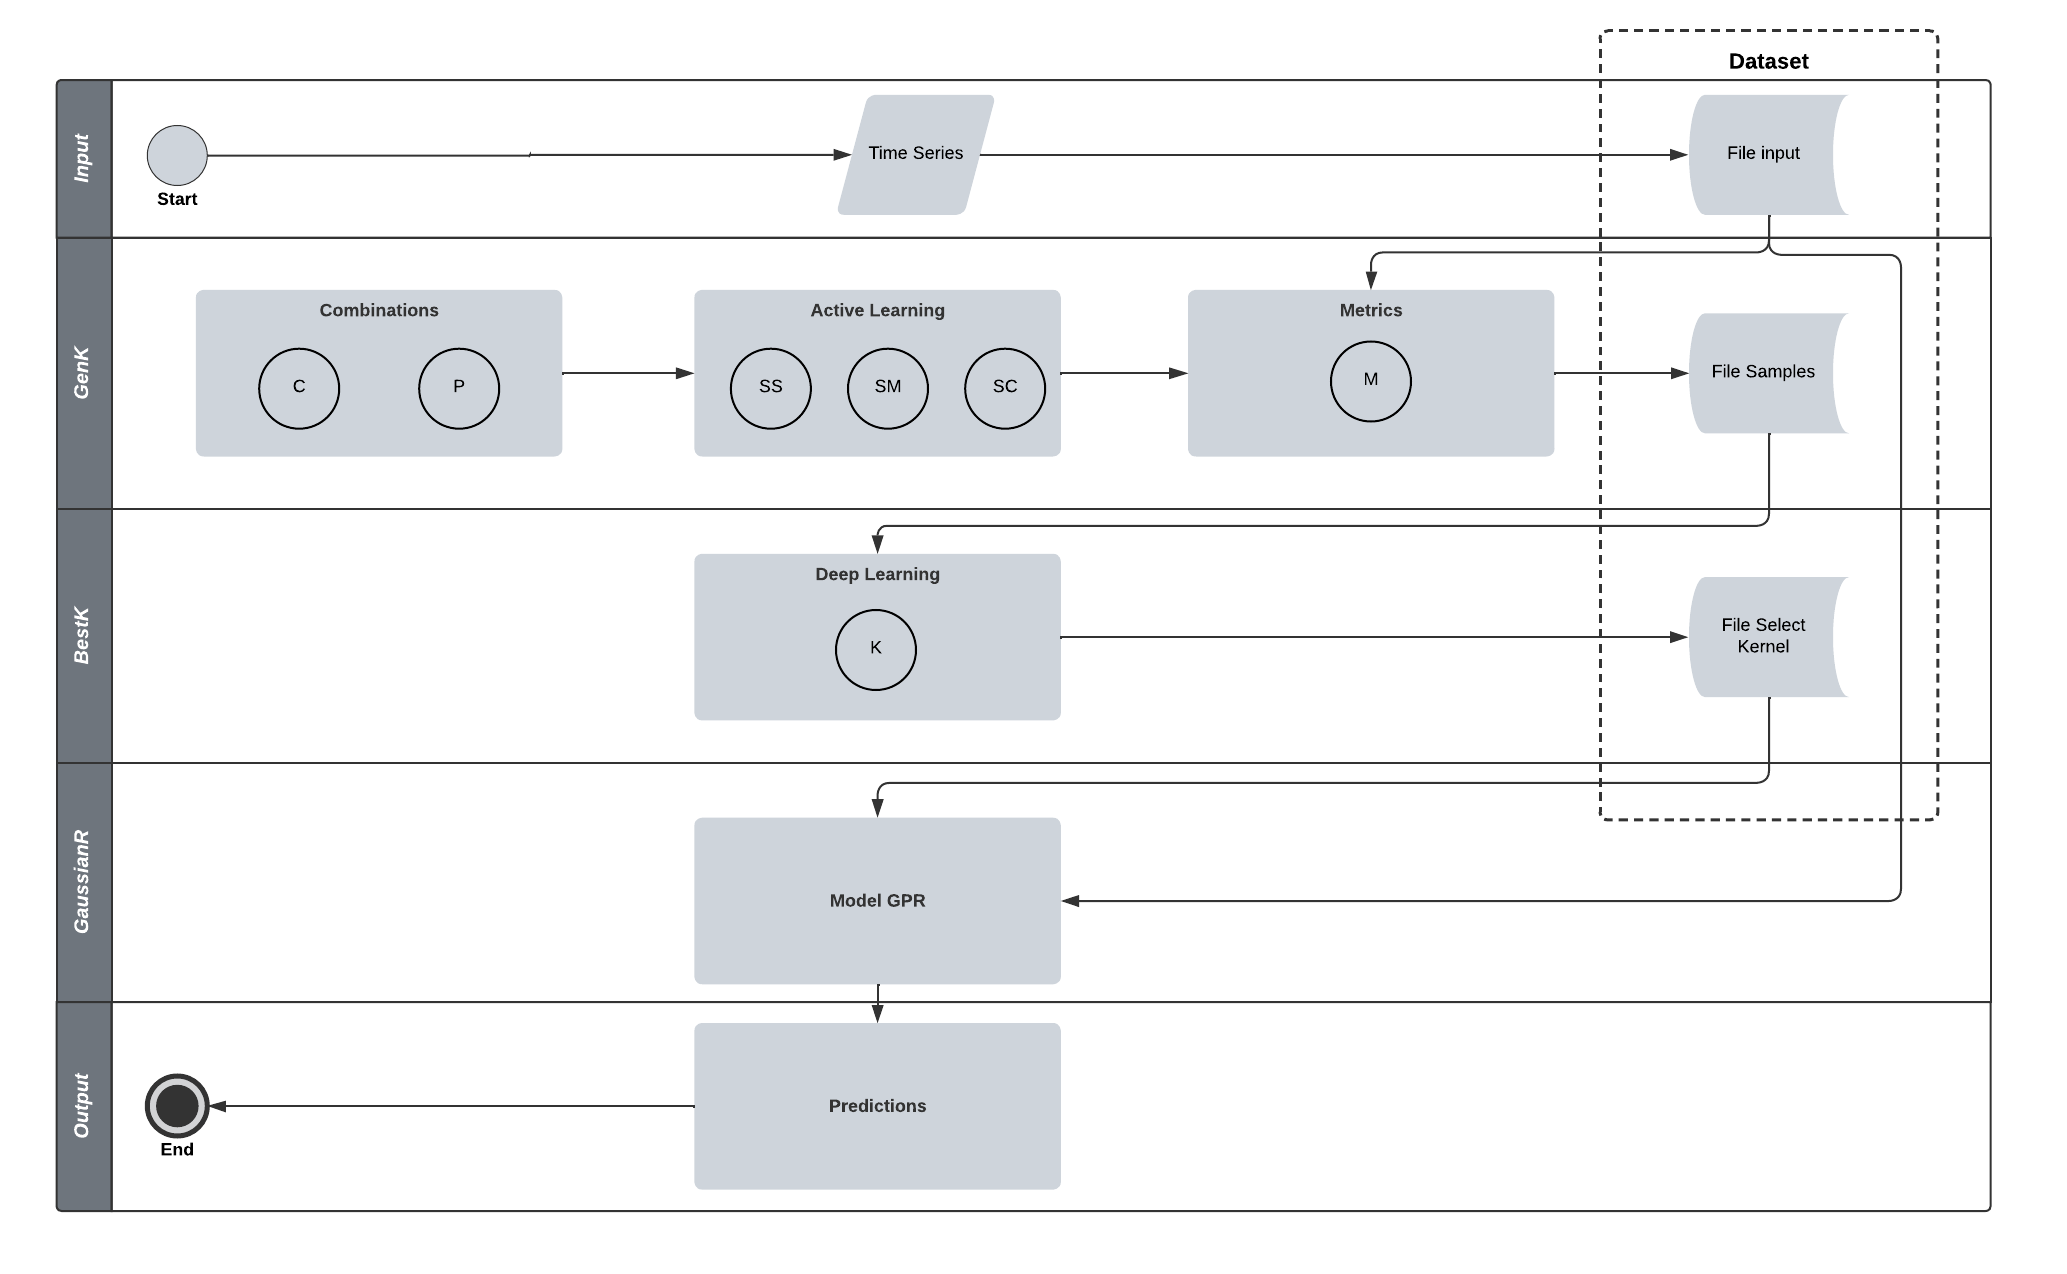 Dataset
Input
Start
Time Series
File input
GenK
Combinations
C
P
Active Learning
SS
SM
SC
Metrics
M
File Samples
BestK
Deep Learning
K
File Select
Kernel
GaussianR
Model GPR
Output
End
Predictions